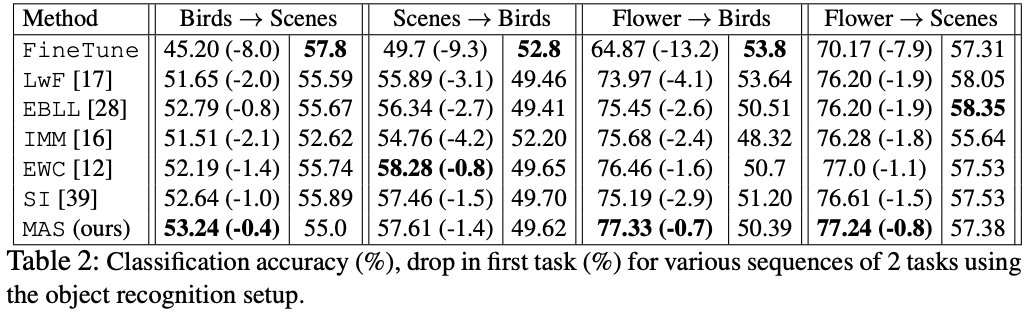 Method Birds → Scenes Scenes → Birds Flower → Birds Flower → Scenes
FineTune 45.20 (-8.0) 57.8 49.7 (-9.3) 52.8 64.87 (-13.2) 53.8 70.17 (-7.9) 57.31
LwF [17] 51.65 (-2.0) 55.59 55.89 (-3.1) 49.46 73.97 (-4.1) 53.64 76.20 (-1.9) 58.05
EBLL [28] 52.79 (-0.8) 55.67 56.34 (-2.7) 49.41 75.45 (-2.6) 50.51 76.20 (-1.9) 58.35
IMM [16] 51.51 (-2.1) 52.62 54.76 (-4.2) 52.20 75.68 (-2.4) 48.32 76.28 (-1.8) 55.64
EWC [12] 52.19 (-1.4) 55.74 58.28 (-0.8) 49.65 76.46 (-1.6) 50.7 77.0 (-1.1) 57.53
SI [39] 52.64 (-1.0) 55.89 57.46 (-1.5) 49.70 75.19 (-2.9) 51.20 76.61 (-1.5) 57.53
MAS (ours) 53.24 (-0.4) 55.0 57.61 (-1.4) 49.62 77.33 (-0.7) 50.39 77.24 (-0.8) 57.38
Table 2: Classification accuracy (%), drop in first task (%) for various sequences of 2 tasks using
the object recognition setup.